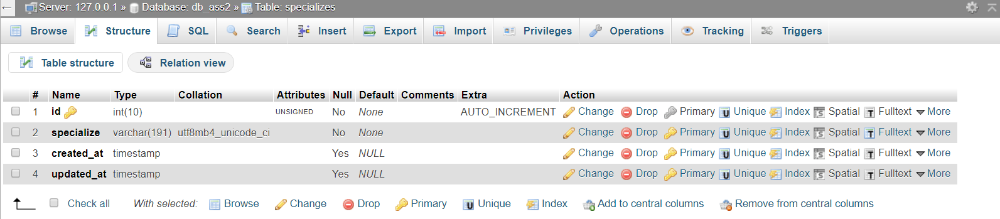 Server: 127.0.0.1 » Database: db_ass2 » Table: specializes
Browse Structure SQL Search Insert Export Import Privileges Operations Tracking Triggers
Table structure Relation view
# Name Type Collation Attributes Null Default Comments Extra Action
1 id int(10) UNSIGNED No None AUTO_INCREMENT Change Drop Primary Unique Index Spatial Fulltext More
2 specialize varchar(191) utf8mb4_unicode_ci No None Change Drop Primary Unique Index Spatial Fulltext More
3 created_at timestamp Yes NULL Change Drop Primary Unique Index Spatial Fulltext More
4 updated_at timestamp Yes NULL Change Drop Primary Unique Index Spatial Fulltext More
Check all With selected: Browse Change Drop Primary Unique Index Add to central columns Remove from central columns